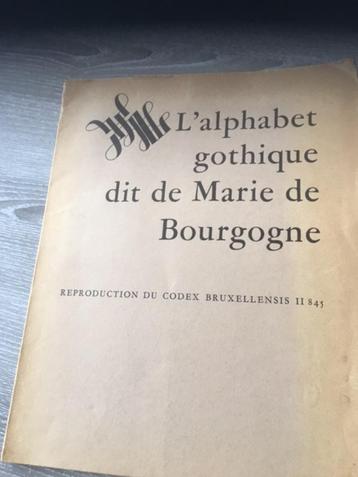 L'alphabet
gothique
dit de Marie de
Bourgogne
REPRODUCTION DU CODEX BRUXELLENSIS II 845